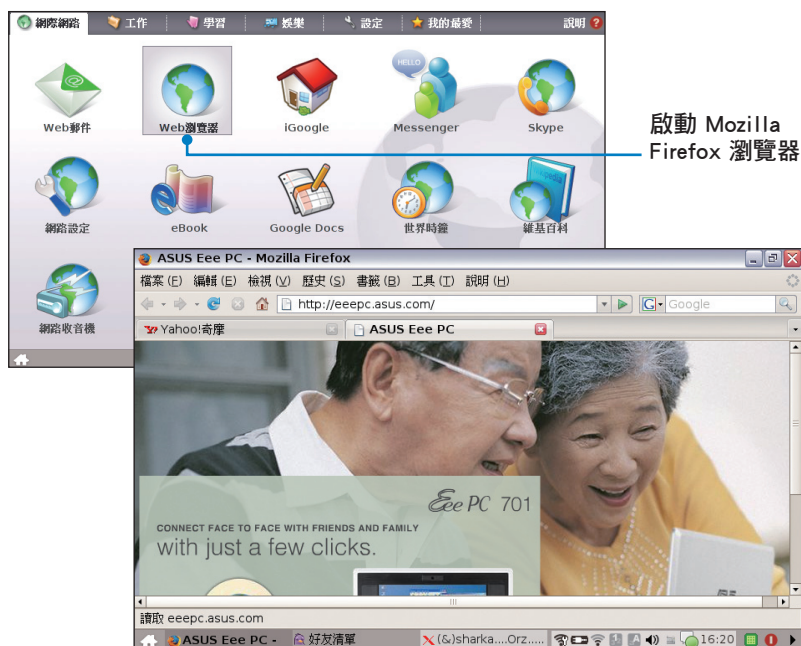 網際網路 工作 學習 娛樂 設定 我的最愛 說明
HELLO
Web郵件 Web瀏覽器 iGoogle Messenger Skype
啟動 Mozilla
Firefox 瀏覽器
網路設定 eBook Google Docs 世界時鐘 維基百科
網路收音機
ASUS Eee PC - Mozilla Firefox
檔案(F) 編輯(E) 檢視(V) 歷史(S) 書籤(B) 工具(T) 說明(H)
http://eeepc.asus.com/ G Google
Yahoo!奇摩 ASUS Eee PC
Eee PC 701
CONNECT FACE TO FACE WITH FRIENDS AND FAMILY
with just a few clicks.
讀取 eeepc.asus.com
ASUS Eee PC - 好友清單 (&)sharka....Orz..... 16:20